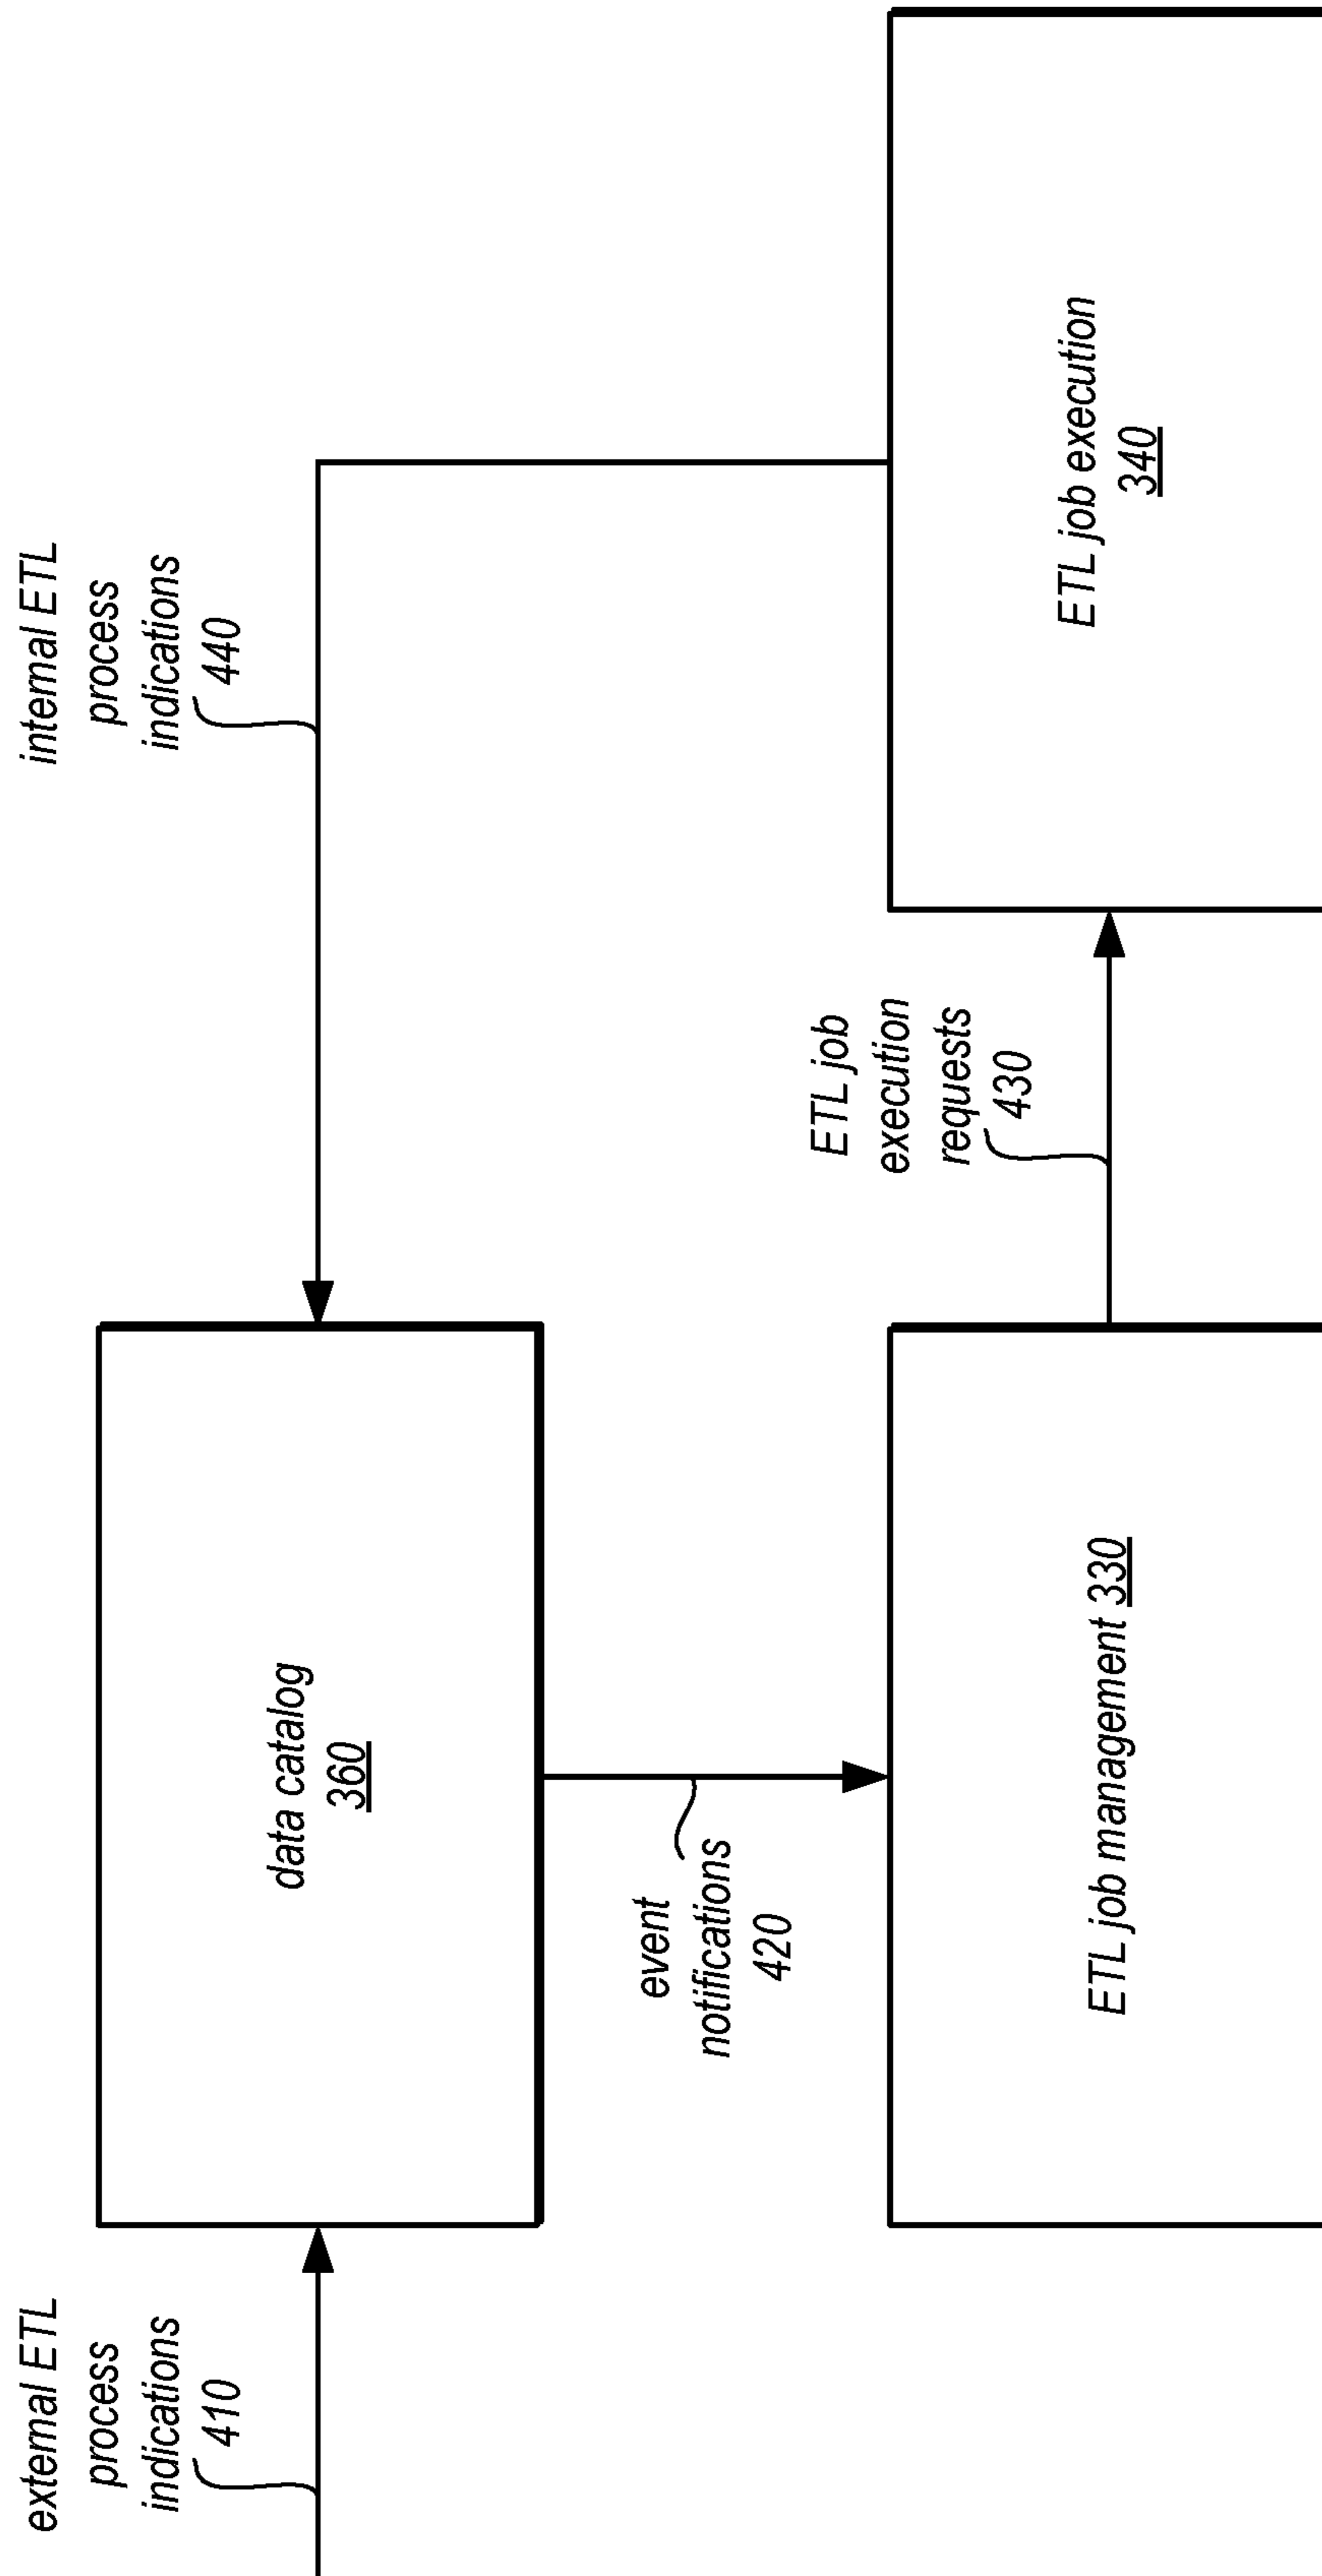 external ETL
process
indications
410
internal ETL
process
indications
440
data catalog
360
event
notifications
420
ETL job
execution
requests
430
ETL job management 330
ETL job execution
340